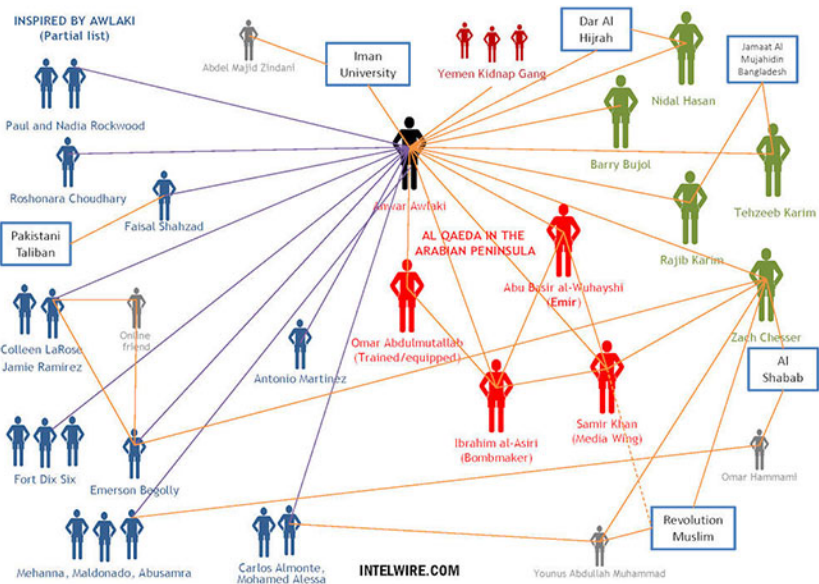 INSPIRED BY AWLAKI
(Partial list)
Abdel Majid Zindani
Iman
University
Yemen Kidnap Gang
Dar Al
Hijrah
Nidal Hasan
Jamaat Al
Mujahidin
Bangladesh
Paul and Nadia Rockwood
Barry Bujol
Roshonara Choudhary
Faisal Shahzad
Anwar Awlaki
Tehzeeb Karim
Pakistani
Taliban
AL QAEDA IN THE
ARABIAN PENINSULA
Rajib Karim
Abu Basir al-Wuhayshi
(Emir)
Online
friend
Colleen LaRose
Jamie Ramirez
Omar Abdulmutallab
(Trained/equipped)
Zach Chesser
Antonio Martinez
Al
Shabab
Ibrahim al-Asiri
(Bombmaker)
Samir Khan
(Media Wing)
Fort Dix Six
Emerson Begolly
Omar Hammami
Revolution
Muslim
Mehanna, Maldonado, Abusamra
Carlos Almonte,
Mohamed Alessa
INTELWIRE.COM
Younus Abdullah Muhammad